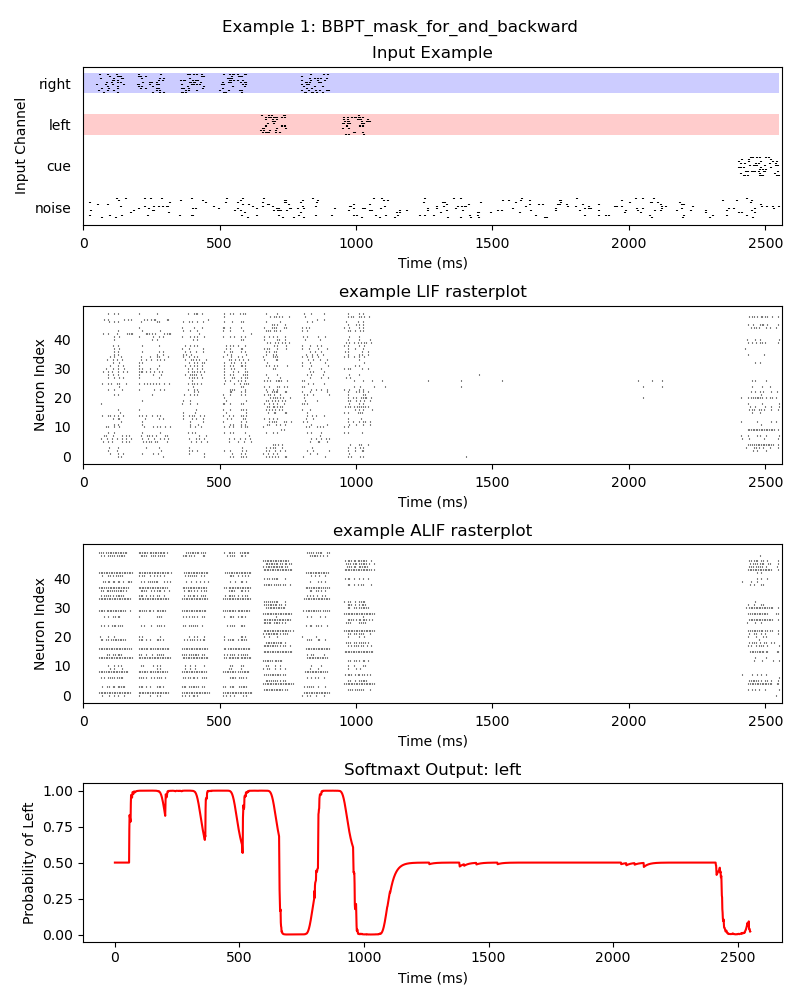 Example 1: BBPT_mask_for_and_backward
Input Example
Input Channel
right
left
cue
noise
0 500 1000 1500 2000 2500
Time (ms)
example LIF rasterplot
Neuron Index
40
30
20
10
0
0 500 1000 1500 2000 2500
Time (ms)
example ALIF rasterplot
Neuron Index
40
30
20
10
0
0 500 1000 1500 2000 2500
Time (ms)
Softmaxt Output: left
Probability of Left
1.00
0.75
0.50
0.25
0.00
0 500 1000 1500 2000 2500
Time (ms)